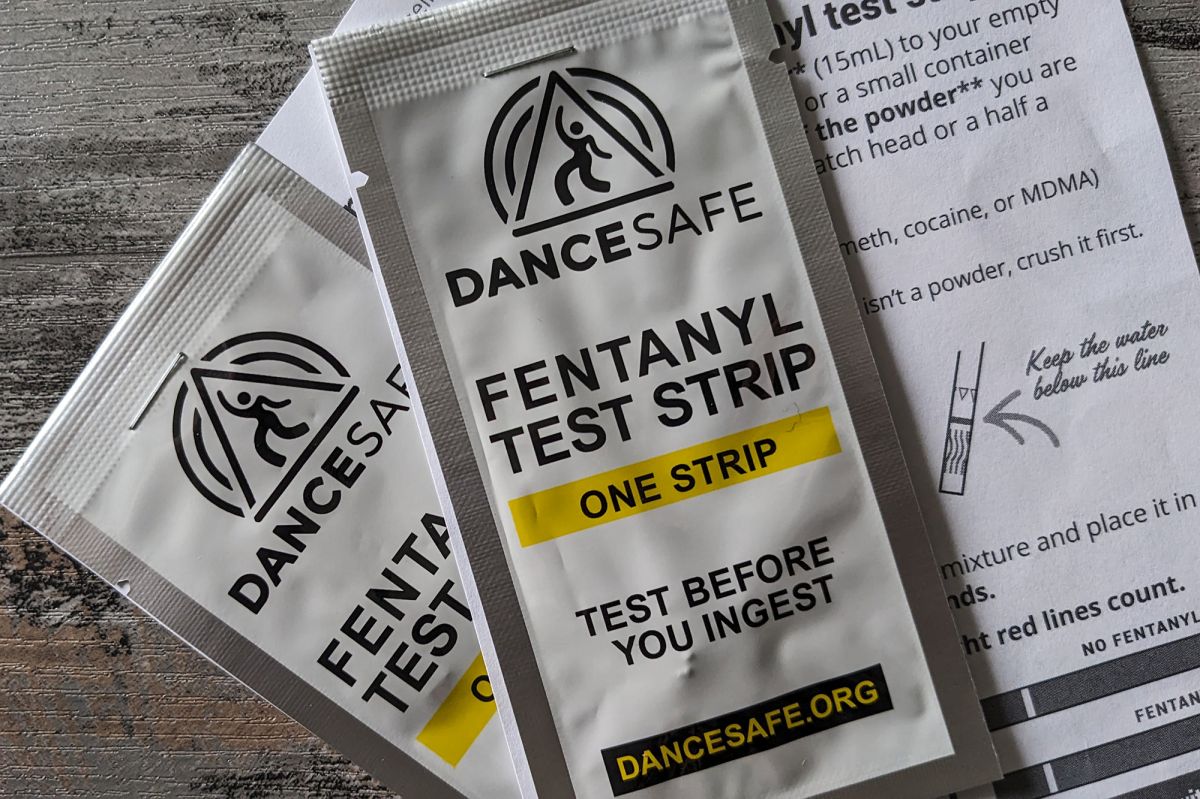 DANCESAFE
FENTANYL
TEST STRIP
ONE STRIP
TEST BEFORE
YOU INGEST
DANCESAFE.ORG
DANCESAFE
FENTA
TEST
O
nyl test
(15mL) to your empty
or a small container
the powder** you are
atch head or a half a
meth, cocaine, or MDMA)
isn't a powder, crush it first.
Keep the water
below this line
mixture and place it in
nds.
ht red lines count.
NO FENTANYL
FENTAN